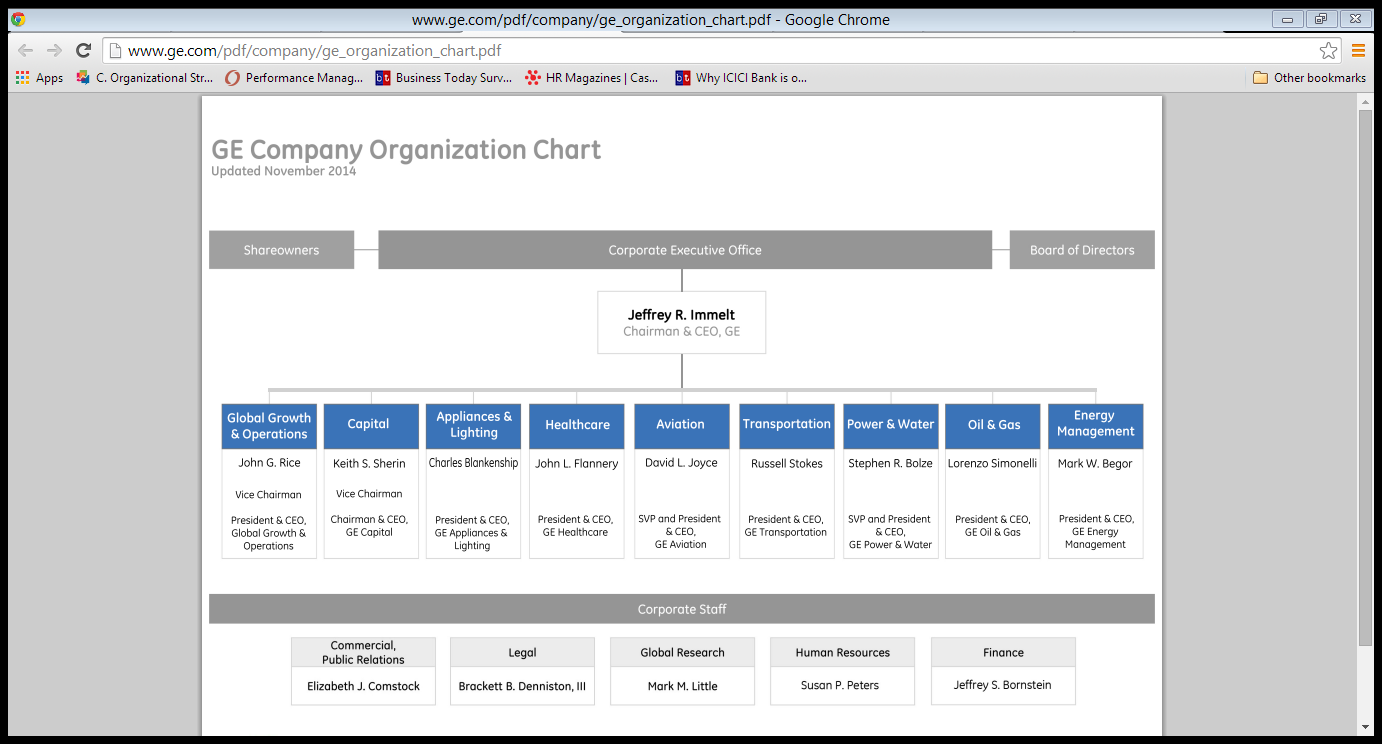 www.ge.com/pdf/company/ge_organization_chart.pdf - Google Chrome
www.ge.com/pdf/company/ge_organization_chart.pdf
Apps C. Organizational Str... Performance Manag... bt Business Today Surv... HR Magazines | Cas... bt Why ICICI Bank is o... Other bookmarks
GE Company Organization Chart
Updated November 2014
Shareowners Corporate Executive Office Board of Directors
Jeffrey R. Immelt
Chairman & CEO, GE
Global Growth
& Operations
John G. Rice
Vice Chairman
President & CEO,
Global Growth &
Operations
Capital
Keith S. Sherin
Vice Chairman
Chairman & CEO,
GE Capital
Appliances &
Lighting
Charles Blankenship
President & CEO,
GE Appliances &
Lighting
Healthcare
John L. Flannery
President & CEO,
GE Healthcare
Aviation
David L. Joyce
SVP and President
& CEO,
GE Aviation
Transportation
Russell Stokes
President & CEO,
GE Transportation
Power & Water
Stephen R. Bolze
SVP and President
& CEO,
GE Power & Water
Oil & Gas
Lorenzo Simonelli
President & CEO,
GE Oil & Gas
Energy
Management
Mark W. Begor
President & CEO,
GE Energy
Management
Corporate Staff
Commercial,
Public Relations
Elizabeth J. Comstock
Legal
Brackett B. Denniston, III
Global Research
Mark M. Little
Human Resources
Susan P. Peters
Finance
Jeffrey S. Bornstein